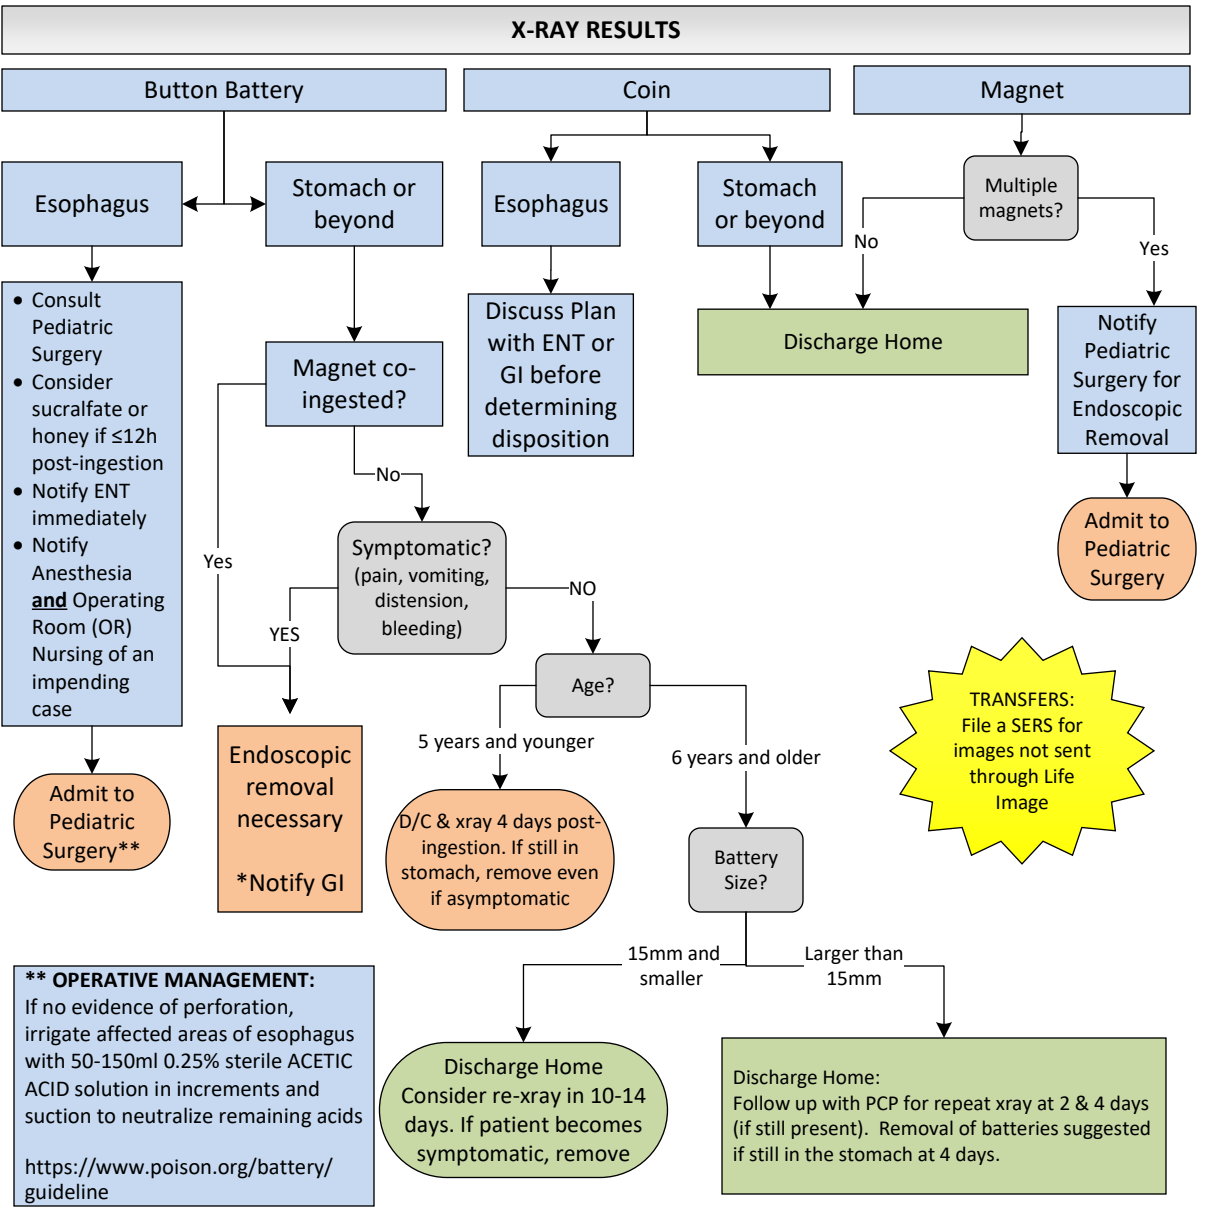 X-RAY RESULTS
Button Battery
Coin
Magnet
Esophagus
Stomach or
beyond
Esophagus
Stomach
or beyond
Multiple
magnets?
No
Yes
• Consult
Pediatric
Surgery
• Consider
sucralfate or
honey if ≤12h
post-ingestion
• Notify ENT
immediately
• Notify
Anesthesia
and Operating
Room (OR)
Nursing of an
impending
case
Magnet co-
ingested?
Discuss Plan
with ENT or
GI before
determining
disposition
Discharge Home
Notify
Pediatric
Surgery for
Endoscopic
Removal
No
Yes
Symptomatic?
(pain, vomiting,
distension,
bleeding)
YES
NO
Admit to
Pediatric
Surgery
Age?
5 years and younger
6 years and older
TRANSFERS:
File a SERS for
images not sent
through Life
Image
Admit to
Pediatric
Surgery**
Endoscopic
removal
necessary
*Notify GI
D/C & xray 4 days post-
ingestion. If still in
stomach, remove even
if asymptomatic
Battery
Size?
15mm and
smaller
Larger than
15mm
** OPERATIVE MANAGEMENT:
If no evidence of perforation,
irrigate affected areas of esophagus
with 50-150ml 0.25% sterile ACETIC
ACID solution in increments and
suction to neutralize remaining acids
https://www.poison.org/battery/
guideline
Discharge Home
Consider re-xray in 10-14
days. If patient becomes
symptomatic, remove
Discharge Home:
Follow up with PCP for repeat xray at 2 & 4 days
(if still present). Removal of batteries suggested
if still in the stomach at 4 days.